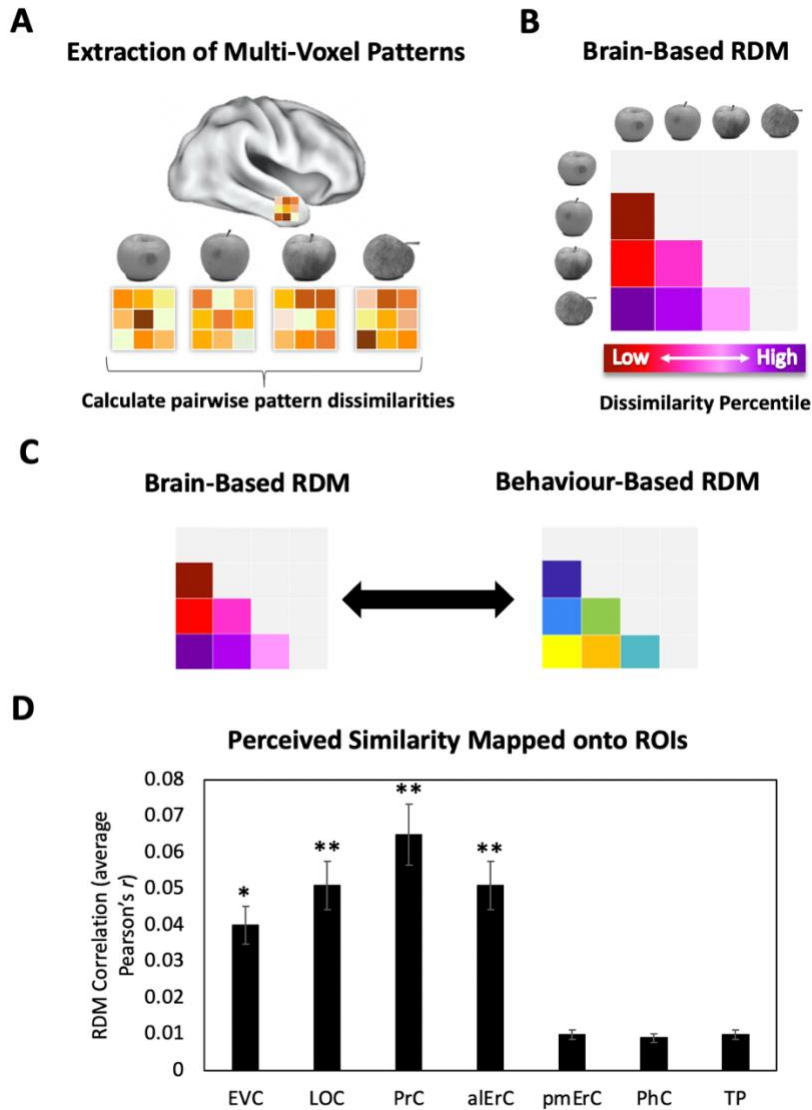 A
Extraction of Multi-Voxel Patterns
Calculate pairwise pattern dissimilarities
B
Brain-Based RDM
Low High
Dissimilarity Percentile
C
Brain-Based RDM
Behaviour-Based RDM
D
Perceived Similarity Mapped onto ROIs
RDM Correlation (average
Pearson's r)
0.08
0.07
0.06
0.05
0.04
0.03
0.02
0.01
0
*
**
**
**
EVC LOC PrC alErC pmErC PhC TP